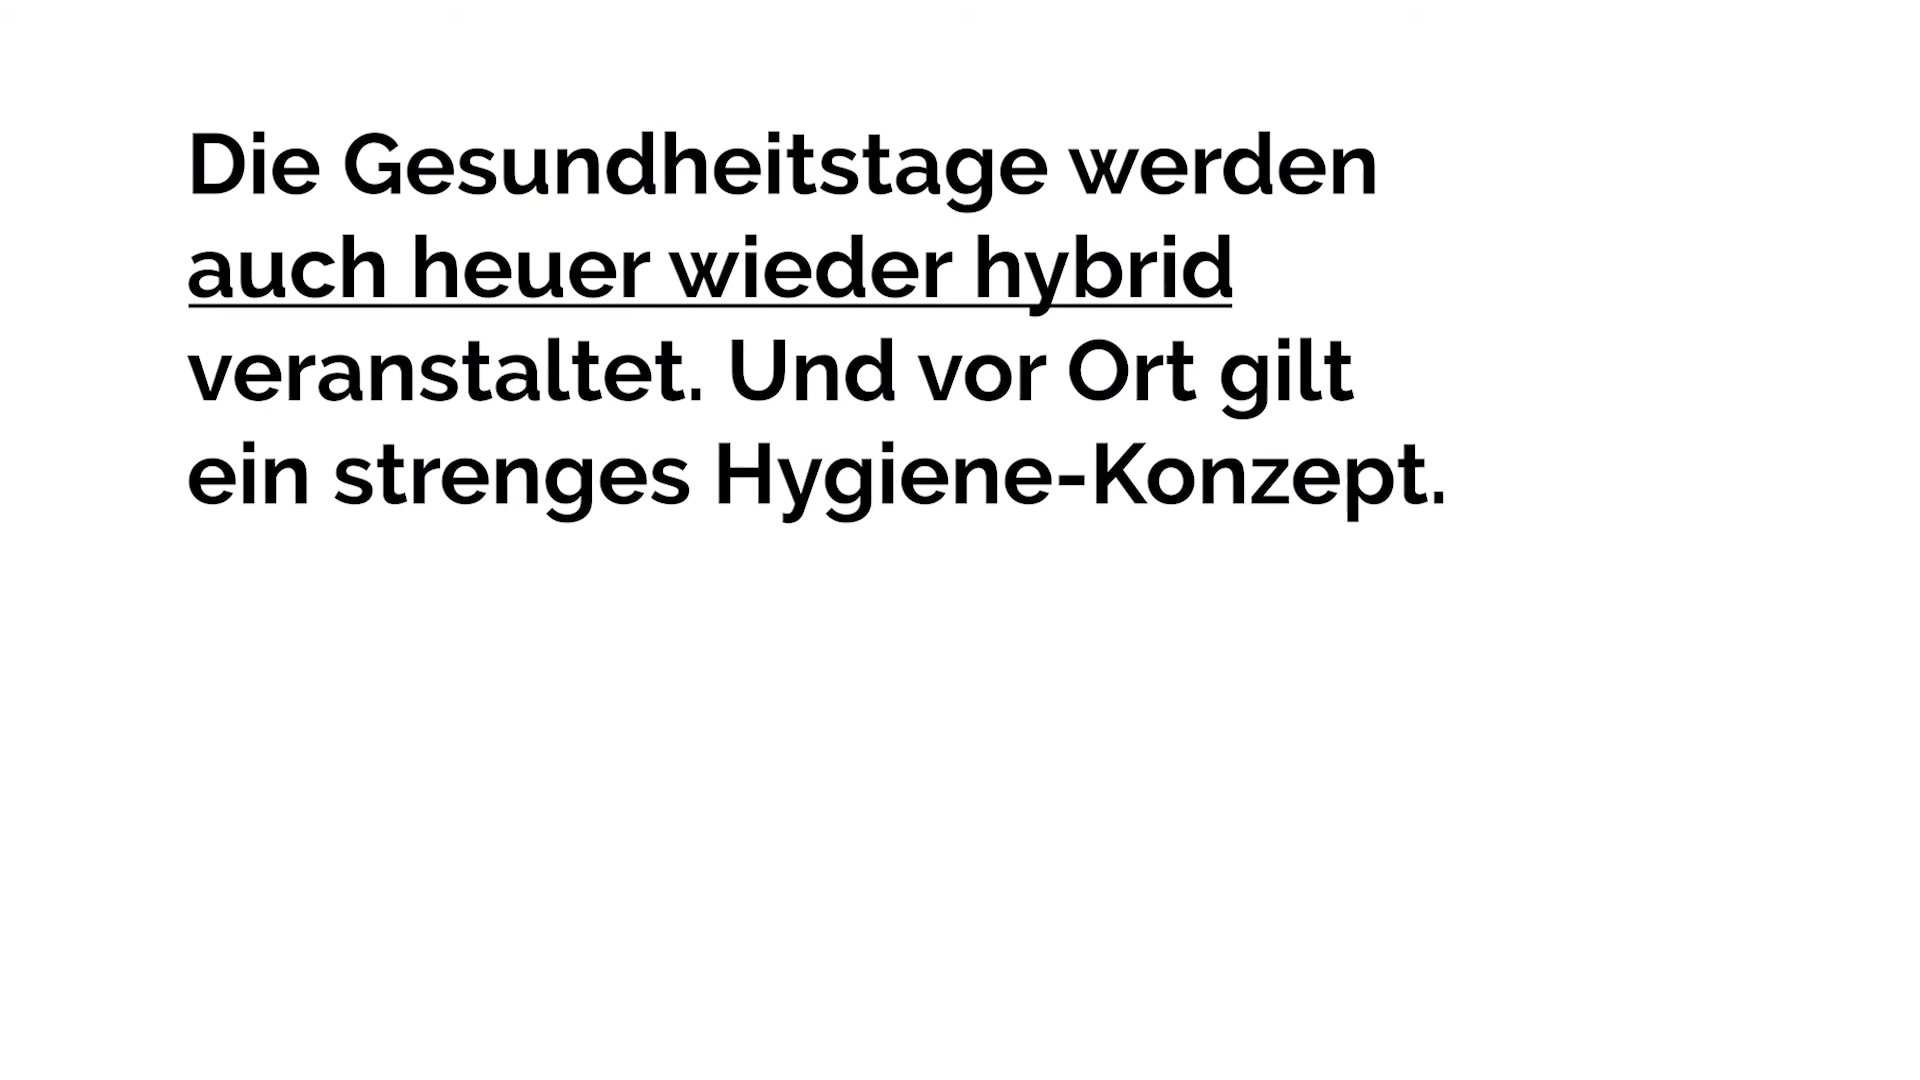 Die Gesundheitstage werden
auch heuer wieder hybrid
veranstaltet. Und vor Ort gilt
ein strenges Hygiene-Konzept.